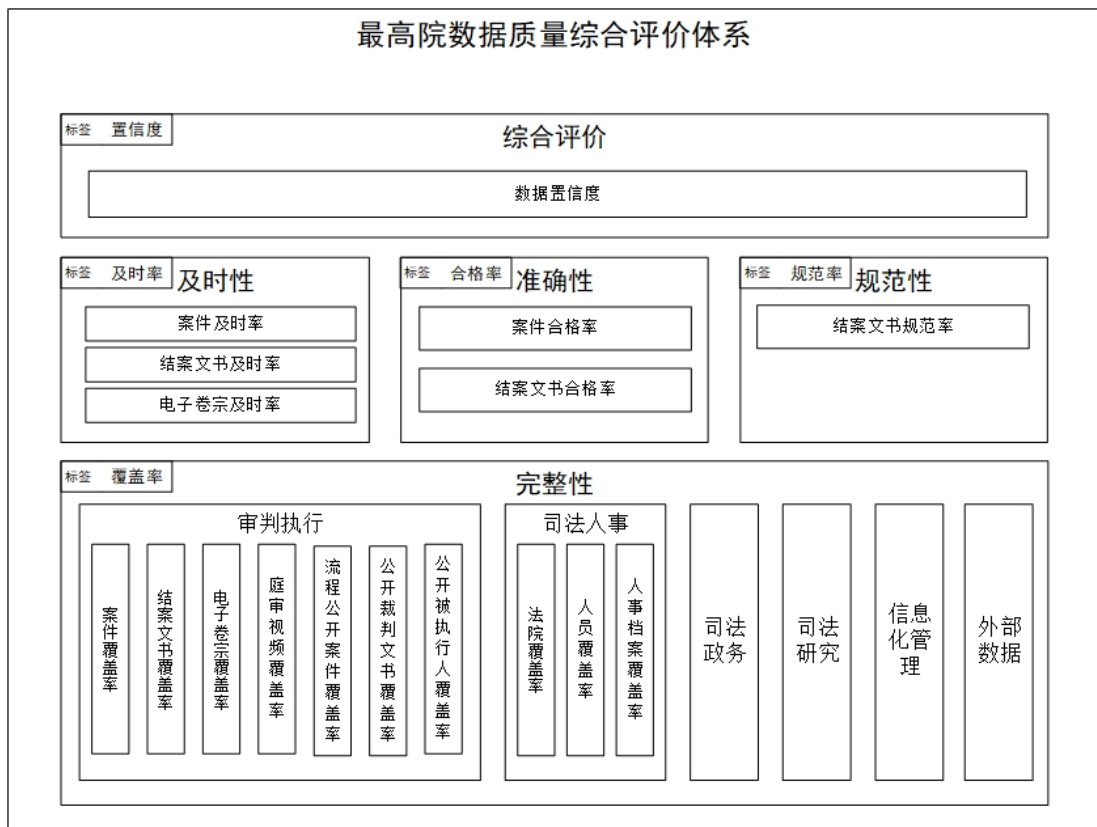 最高院数据质量综合评价体系
标签 置信度
综合评价
数据置信度
标签 及时率
及时性
案件及时率
结案文书及时率
电子卷宗及时率
标签 合格率
准确性
案件合格率
结案文书合格率
标签 规范率
规范性
结案文书规范率
标签 覆盖率
完整性
审判执行
案件覆盖率
结案文书覆盖率
电子卷宗覆盖率
庭审视频覆盖率
流程公开案件覆盖率
公开裁判文书覆盖率
公开被执行人覆盖率
司法人事
法院覆盖率
人员覆盖率
人事档案覆盖率
司法
政务
司法
研究
信息
化管
理
外部
数据